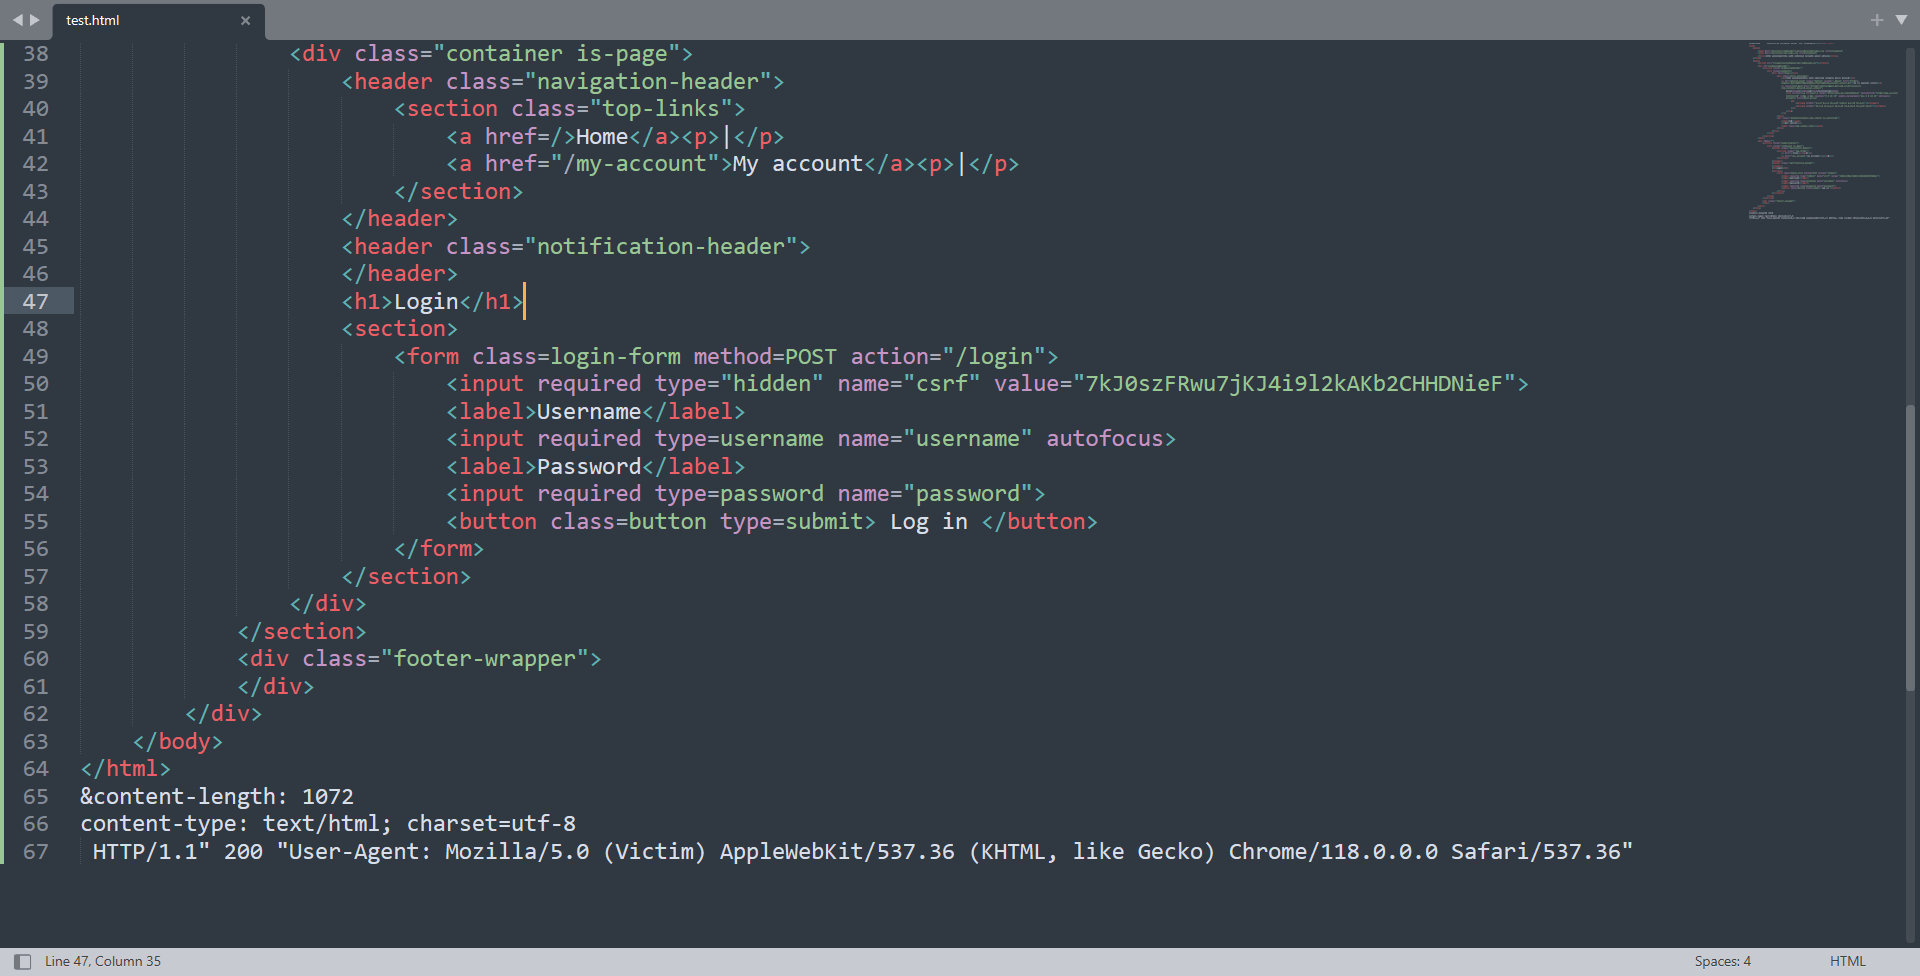 test.html
38 <div class="container is-page">
39 <header class="navigation-header">
40 <section class="top-links">
41 <a href=/>Home</a><p>|</p>
42 <a href="/my-account">My account</a><p>|</p>
43 </section>
44 </header>
45 <header class="notification-header">
46 </header>
47 <h1>Login</h1>
48 <section>
49 <form class=login-form method=POST action="/login">
50 <input required type="hidden" name="csrf" value="7kJ0szFRwu7jKJ4i9l2kAKb2CHHDNieF">
51 <label>Username</label>
52 <input required type=username name="username" autofocus>
53 <label>Password</label>
54 <input required type=password name="password">
55 <button class=button type=submit> Log in </button>
56 </form>
57 </section>
58 </div>
59 </section>
60 <div class="footer-wrapper">
61 </div>
62 </div>
63 </body>
64 </html>
65 &content-length: 1072
66 content-type: text/html; charset=utf-8
67 HTTP/1.1" 200 "User-Agent: Mozilla/5.0 (Victim) AppleWebKit/537.36 (KHTML, like Gecko) Chrome/118.0.0.0 Safari/537.36"
Line 47, Column 35
Spaces: 4
HTML